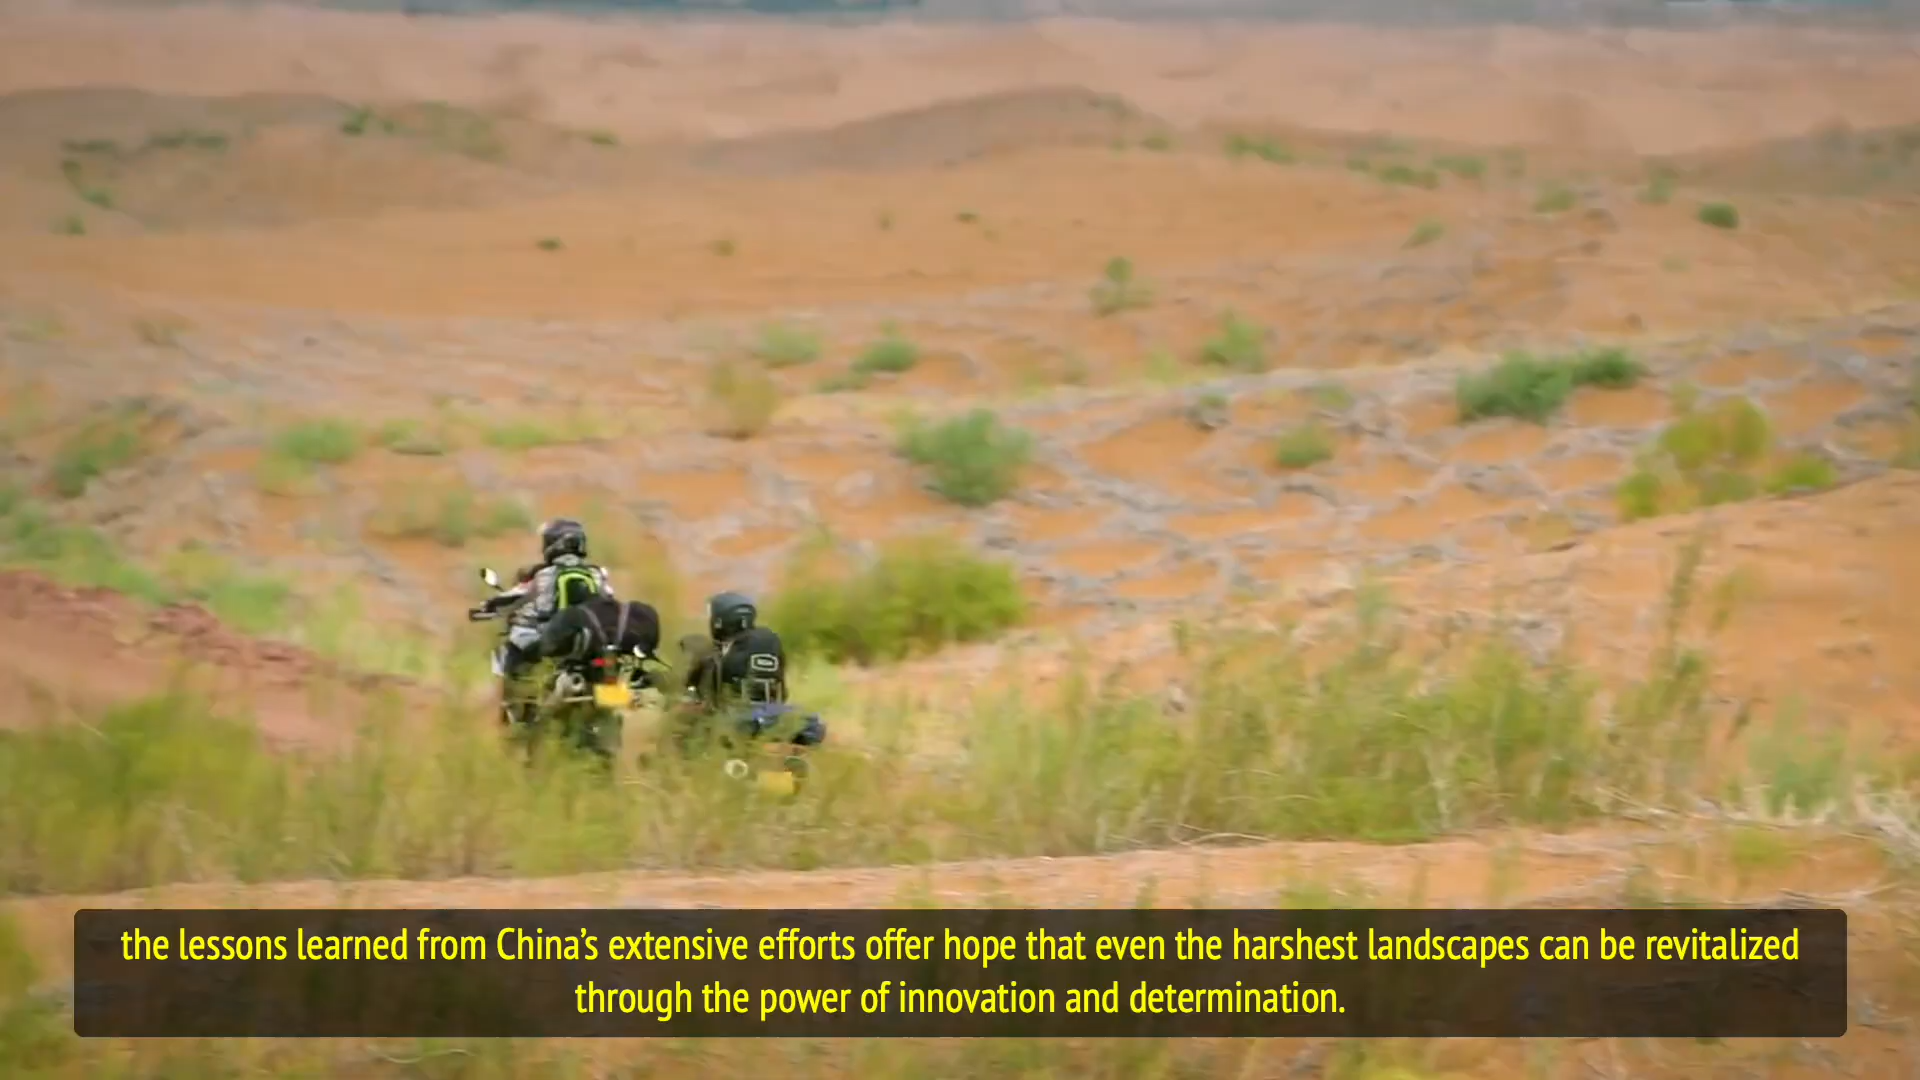 the lessons learned from China’s extensive efforts offer hope that even the harshest landscapes can be revitalized
through the power of innovation and determination.